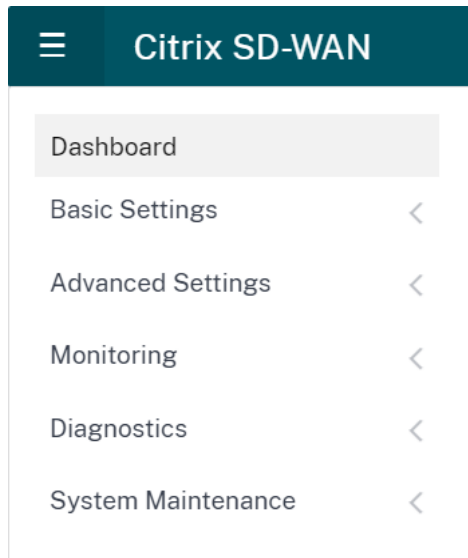 Citrix SD-WAN
Dashboard
Basic Settings
Advanced Settings
Monitoring
Diagnostics
System Maintenance